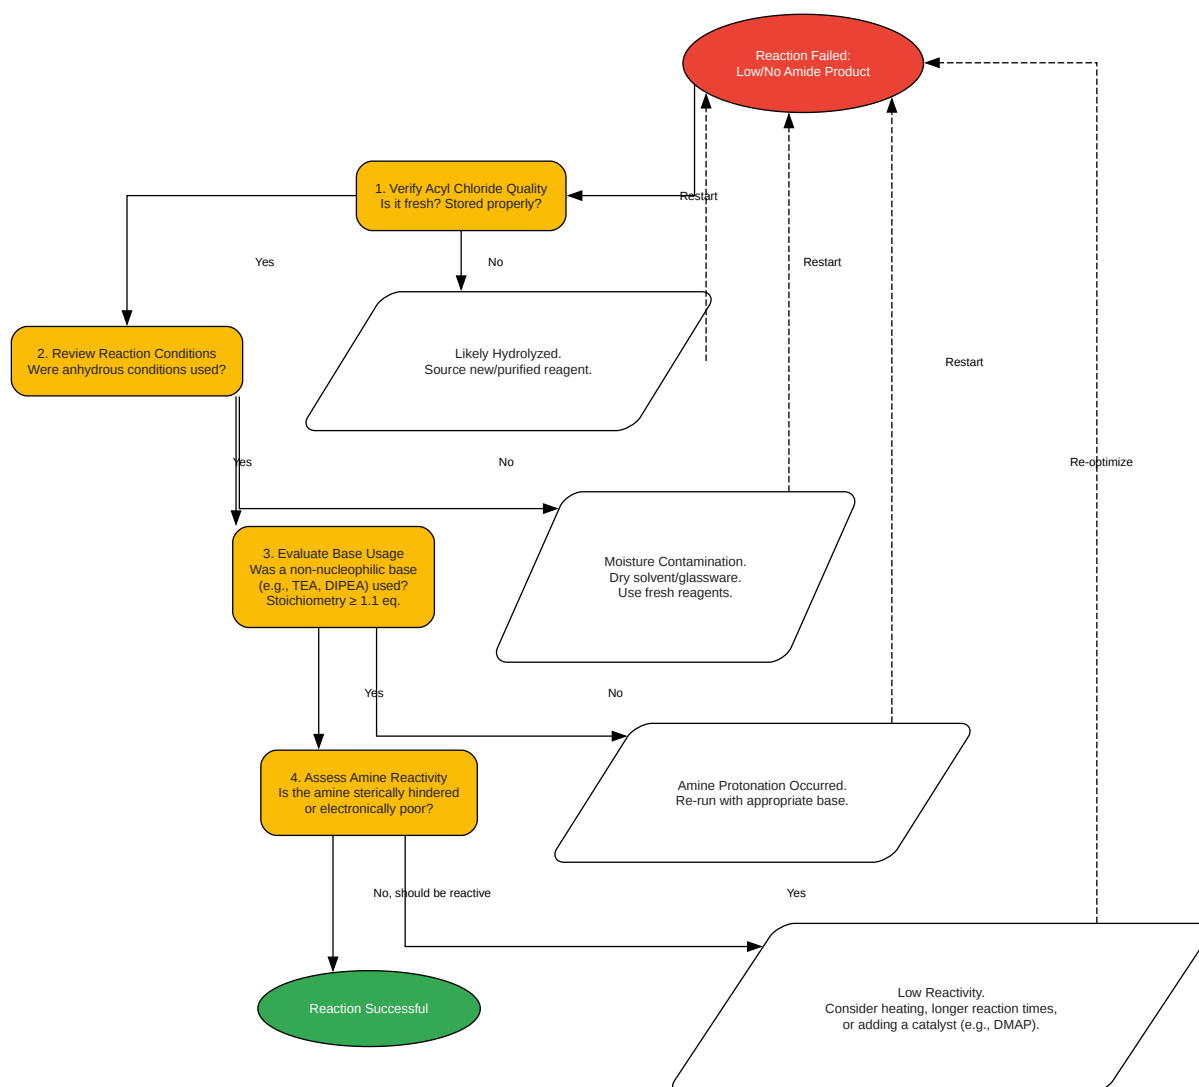 Reaction Failed:
Low/No Amide Product
1. Verify Acyl Chloride Quality
Is it fresh? Stored properly?
Restart
Yes
No
Restart
2. Review Reaction Conditions
Were anhydrous conditions used?
Likely Hydrolyzed.
Source new/purified reagent.
Restart
Yes
No
Re-optimize
3. Evaluate Base Usage
Was a non-nucleophilic base
(e.g., TEA, DIPEA) used?
Stoichiometry ≥ 1.1 eq.
Moisture Contamination.
Dry solvent/glassware.
Use fresh reagents.
Yes
No
4. Assess Amine Reactivity
Is the amine sterically hindered
or electronically poor?
Amine Protonation Occurred.
Re-run with appropriate base.
No, should be reactive
Yes
Reaction Successful
Low Reactivity.
Consider heating, longer reaction times,
or adding a catalyst (e.g., DMAP).